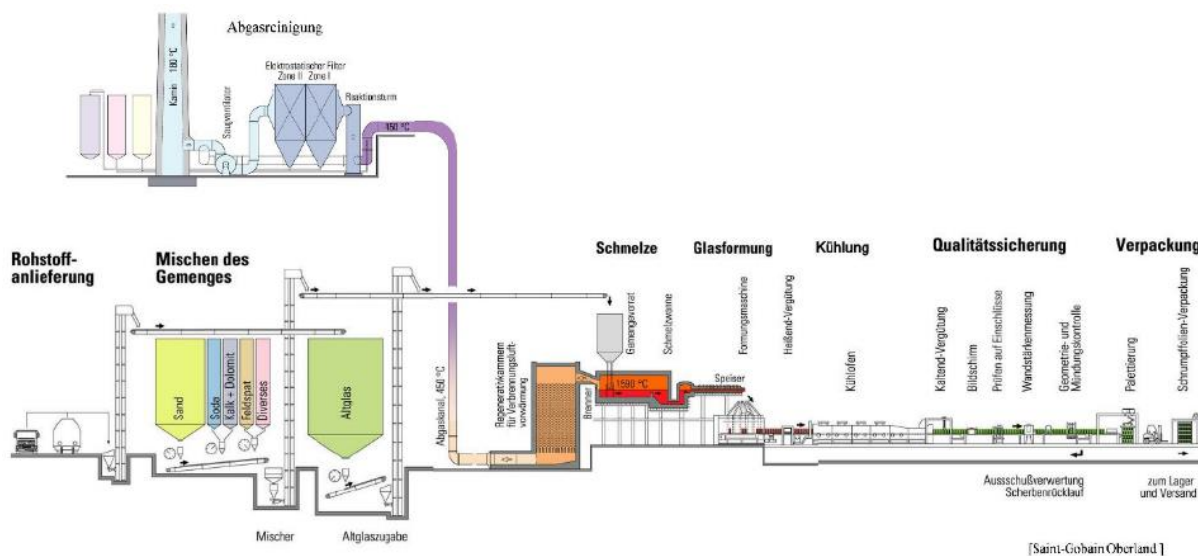 Abgasreinigung
Kamin 180 °C
Saugventilator
Elektrostatischer Filter
Zone II Zone I
Reaktionsturm
450 °C
Rohstoff-
anlieferung
Mischen des
Gemenges
Schmelze
Glasformung
Kühlung
Qualitätssicherung
Verpackung
Sand
Soda
Kalk + Dolomit
Feldspat
Diverses
Altglas
Abgaskanal, 450 °C
Regenerativkammern
für Verbrennungsluft-
vorwärmung
Brenner
Gemengevorrat
Schmelzwanne
1590 °C
Speiser
Formungsmaschine
Heißend-Vergütung
Kühlofen
Kaltend-Vergütung
Bildschirm
Prüfen auf Einschlüsse
Wandstärkenmessung
Geometrie- und
Mündungskontrolle
Palettierung
Schrumpffolien-Verpackung
Mischer
Altglaszugabe
Ausschußverwertung
Scherbenrücklauf
zum Lager
und Versand
[Saint-Gobain Oberland]